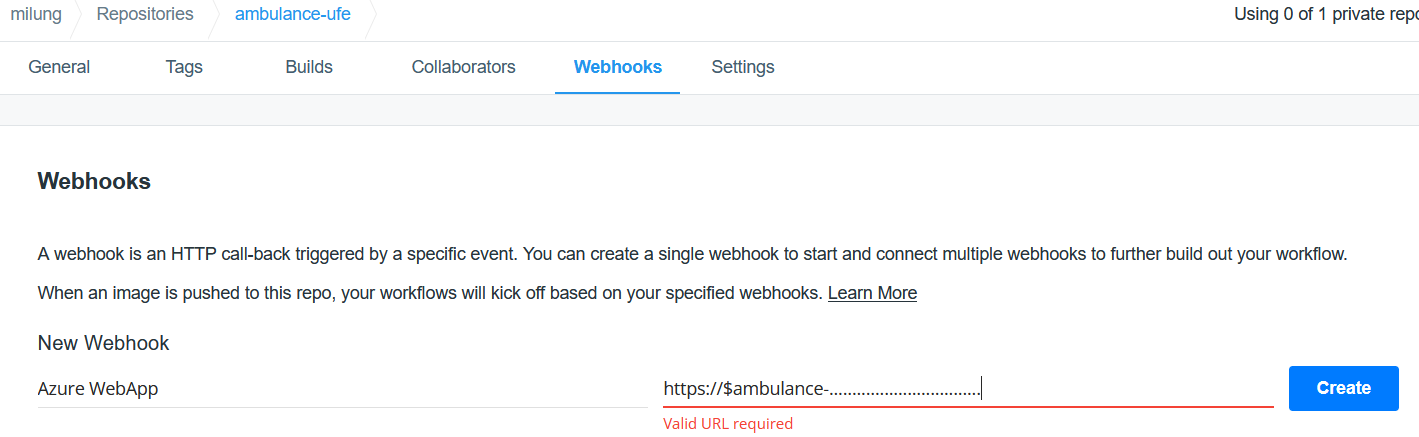 milung Repositories ambulance-ufe Using 0 of 1 private repo
General Tags Builds Collaborators Webhooks Settings
Webhooks
A webhook is an HTTP call-back triggered by a specific event. You can create a single webhook to start and connect multiple webhooks to further build out your workflow.
When an image is pushed to this repo, your workflows will kick off based on your specified webhooks. Learn More
New Webhook
Azure WebApp https://$ambulance-................................. Create
Valid URL required